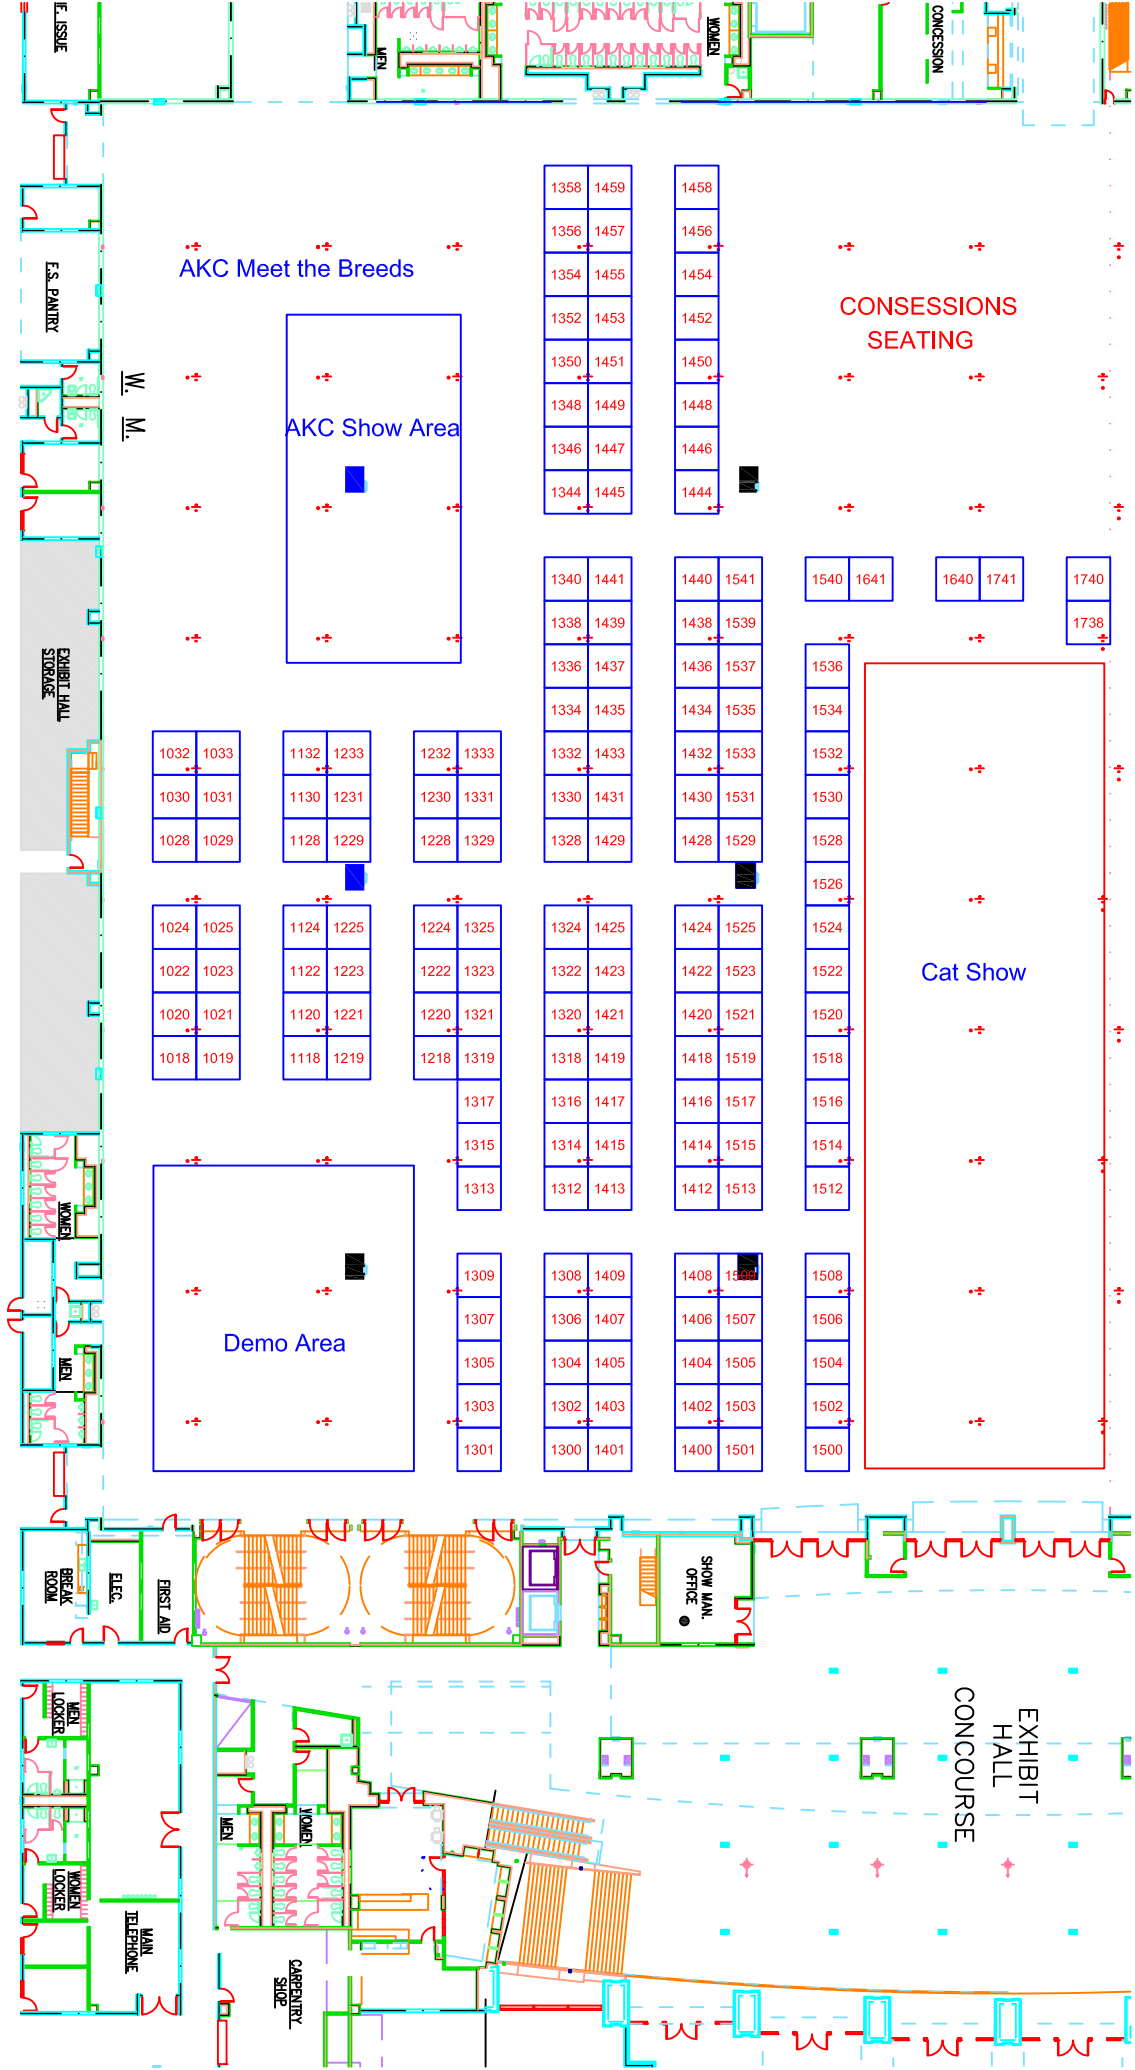 IF. ISSUE
MEN
WOMEN
CONCESSION
1358 1459 1458
1356 1457 1456
F.S. PANTRY
AKC Meet the Breeds
1354 1455 1454
CONSESSIONS
SEATING
1352 1453 1452
1350 1451 1450
W. M.
1348 1449 1448
AKC Show Area
1346 1447 1446
1344 1445 1444
1340 1441 1440 1541 1540 1641 1640 1741 1740
1338 1439 1438 1539 1738
EXHIBIT HALL
STORAGE
1336 1437 1436 1537 1536
1334 1435 1434 1535 1534
1032 1033 1132 1233 1232 1333 1332 1433 1432 1533 1532
1030 1031 1130 1231 1230 1331 1330 1431 1430 1531 1530
1028 1029 1128 1229 1228 1329 1328 1429 1428 1529 1528
1526
1024 1025 1124 1225 1224 1325 1324 1425 1424 1525 1524
1022 1023 1122 1223 1222 1323 1322 1423 1422 1523 1522
Cat Show
1020 1021 1120 1221 1220 1321 1320 1421 1420 1521 1520
1018 1019 1118 1219 1218 1319 1318 1419 1418 1519 1518
1317 1316 1417 1416 1517 1516
1315 1314 1415 1414 1515 1514
1313 1312 1413 1412 1513 1512
WOMEN
1309 1308 1409 1408 1509 1508
1307 1306 1407 1406 1507 1506
Demo Area
MEN
1305 1304 1405 1404 1505 1504
1303 1302 1403 1402 1503 1502
1301 1300 1401 1400 1501 1500
BREAK
ROOM
ELEC.
FIRST AID
SHOW MAN.
OFFICE
MEN
LOCKER
EXHIBIT
HALL
CONCOURSE
MEN
WOMEN
WOMEN
LOCKER
MAIN
TELEPHONE
CARPENTRY
SHOP